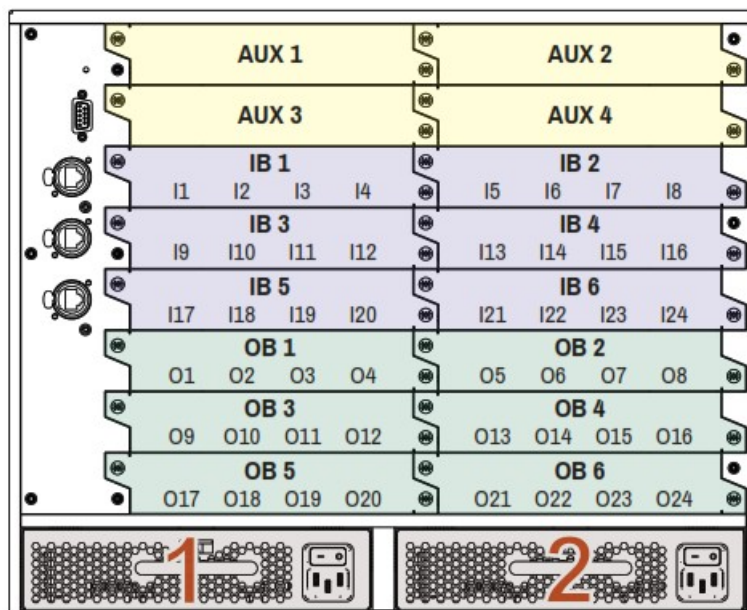 AUX 1 AUX 2
AUX 3 AUX 4
IB 1 IB 2
I1 I2 I3 I4 I5 I6 I7 I8
IB 3 IB 4
I9 I10 I11 I12 I13 I14 I15 I16
IB 5 IB 6
I17 I18 I19 I20 I21 I22 I23 I24
OB 1 OB 2
O1 O2 O3 O4 O5 O6 O7 O8
OB 3 OB 4
O9 O10 O11 O12 O13 O14 O15 O16
OB 5 OB 6
O17 O18 O19 O20 O21 O22 O23 O24
1 2